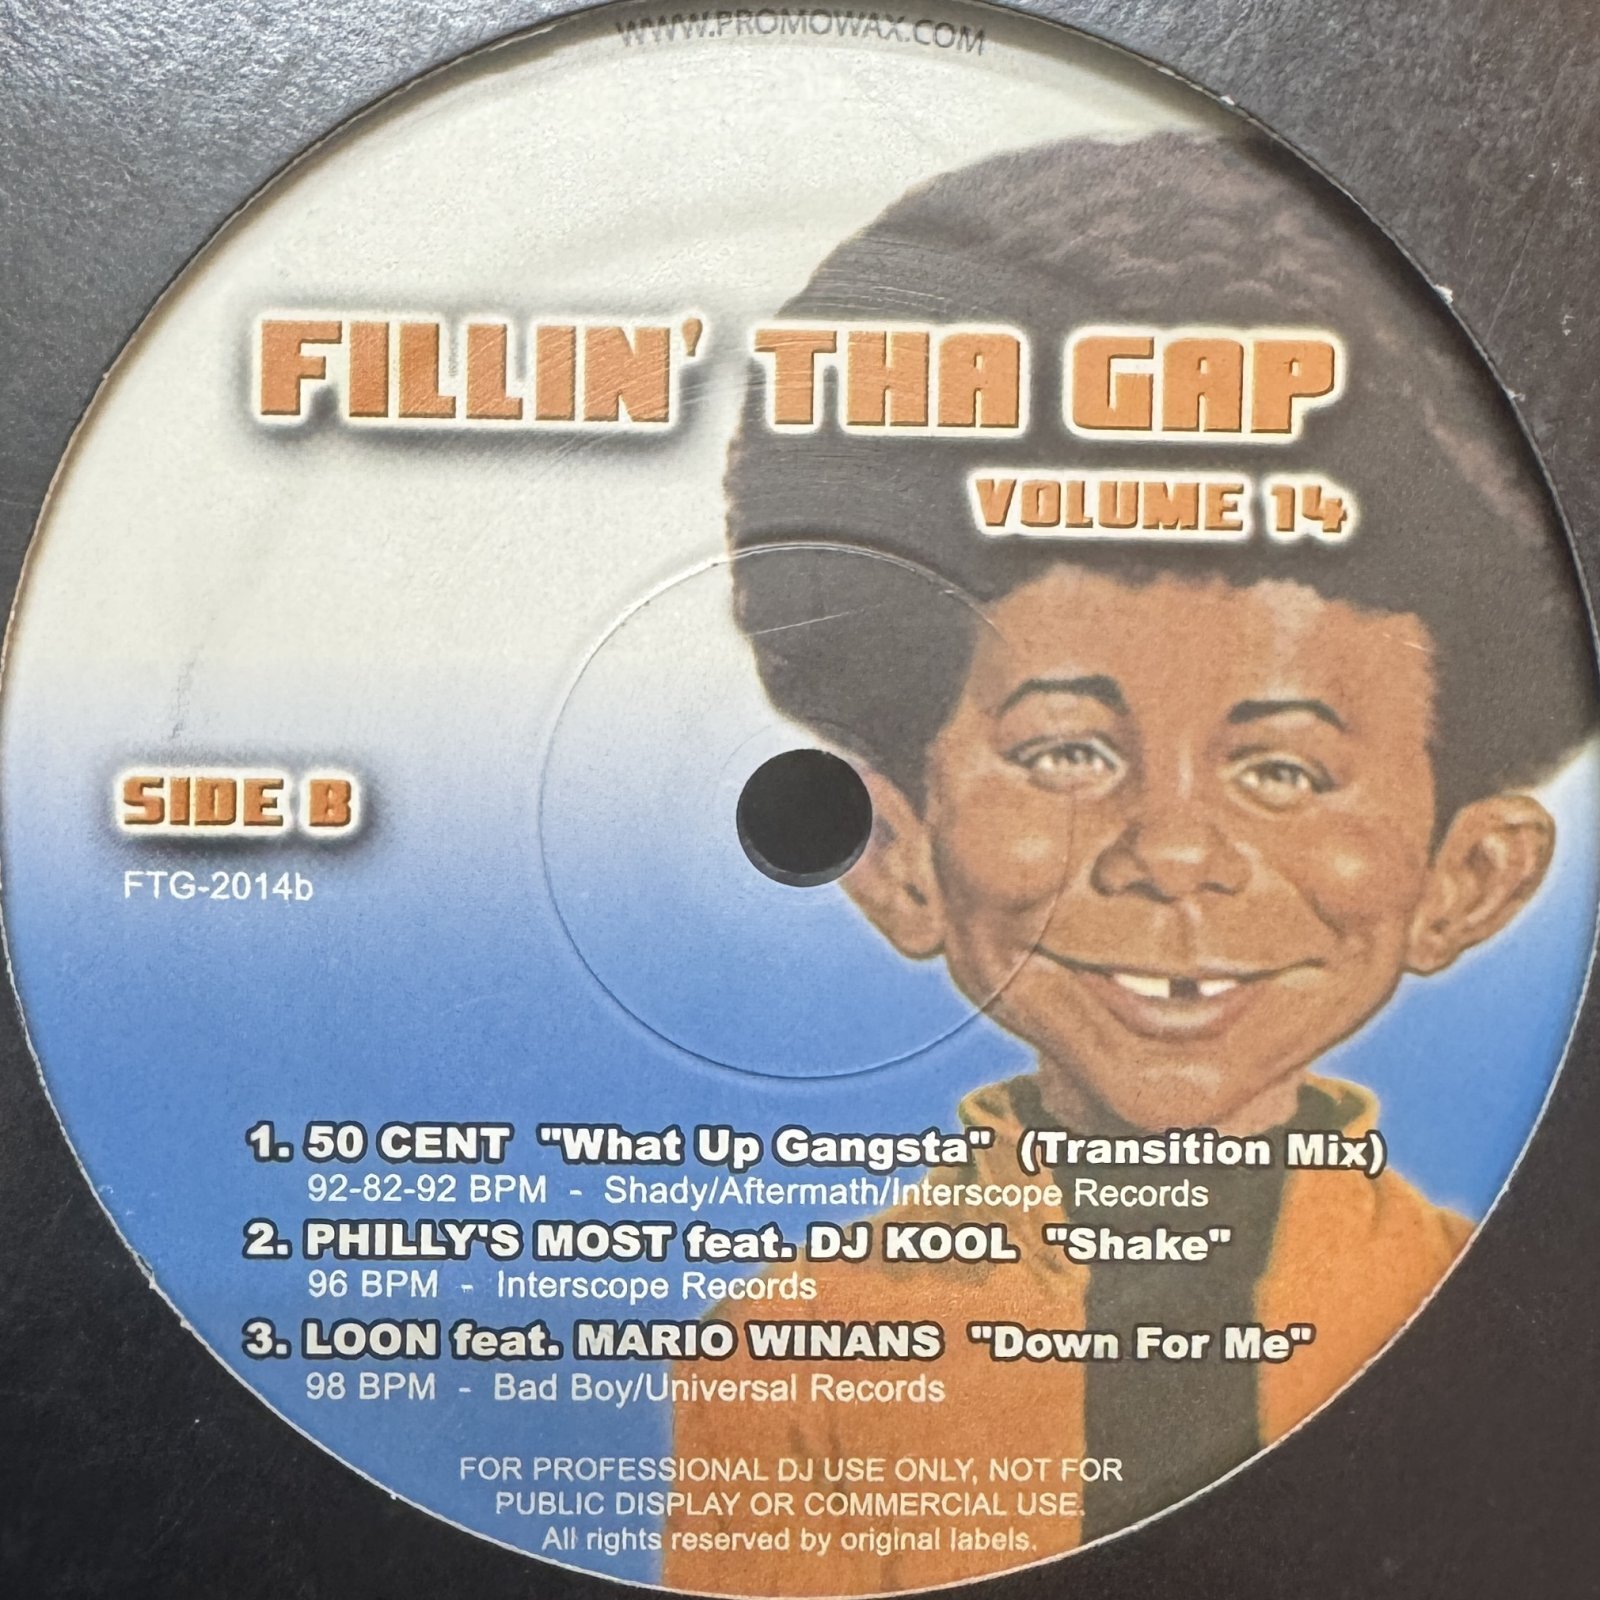 WWW.PROMOWAX.COM
FILLIN' THA GAP
VOLUME 14
SIDE B
FTG-2014b
1. 50 CENT "What Up Gangsta" (Transition Mix)
92-82-92 BPM - Shady/Aftermath/Interscope Records
2. PHILLY'S MOST feat. DJ KOOL "Shake"
96 BPM - Interscope Records
3. LOON feat. MARIO WINANS "Down For Me"
98 BPM - Bad Boy/Universal Records
FOR PROFESSIONAL DJ USE ONLY, NOT FOR
PUBLIC DISPLAY OR COMMERCIAL USE.
All rights reserved by original labels.